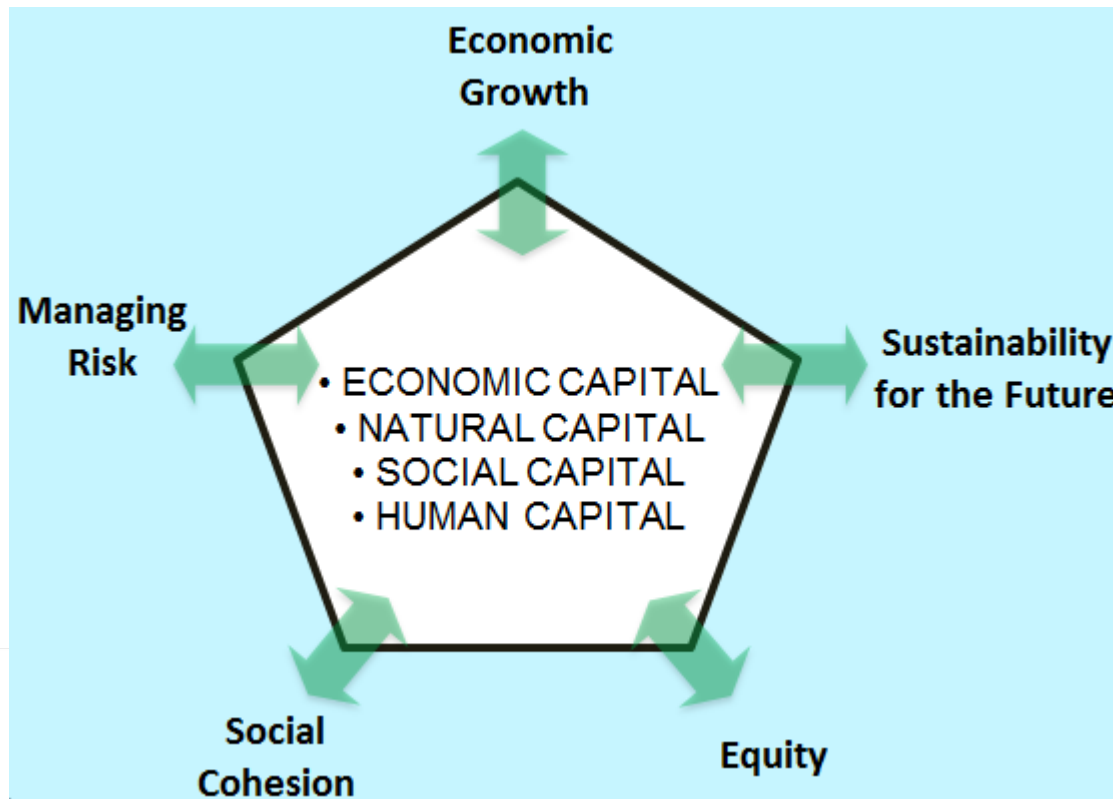 Economic
Growth
Managing
Risk
Sustainability
for the Future
• ECONOMIC CAPITAL
• NATURAL CAPITAL
• SOCIAL CAPITAL
• HUMAN CAPITAL
Social
Cohesion
Equity